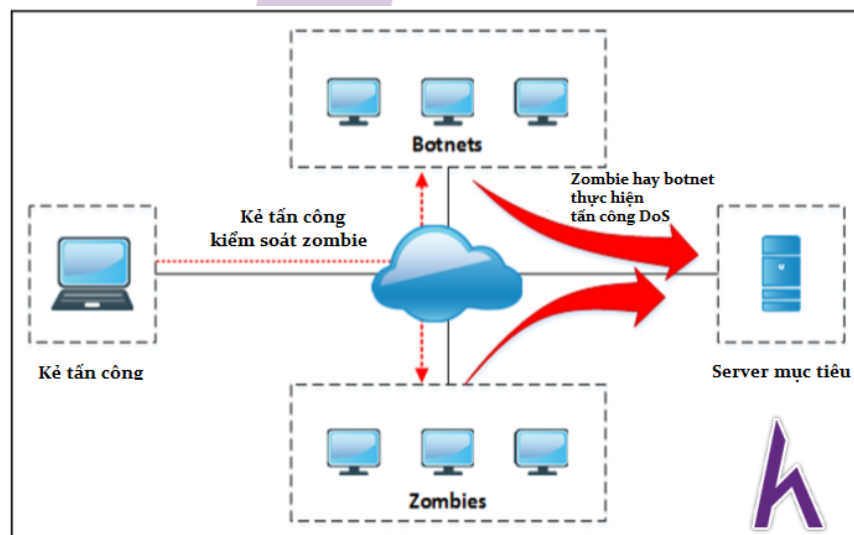 Botnets
Zombie hay botnet
thực hiện
tấn công DoS
Kẻ tấn công
kiểm soát zombie
Kẻ tấn công
Server mục tiêu
Zombies